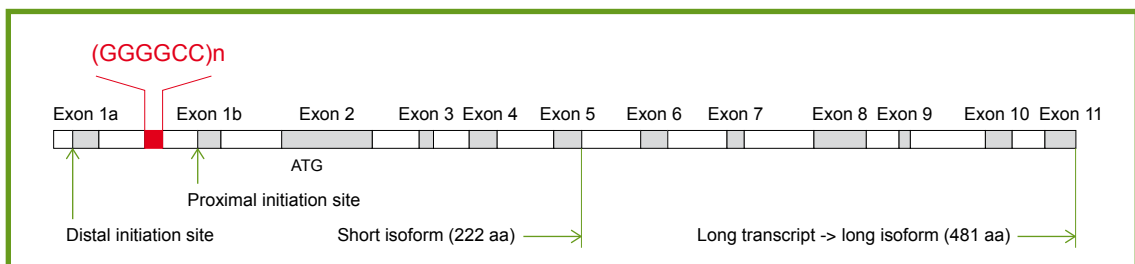 (GGGGCC)n
Exon 1a Exon 1b Exon 2 Exon 3 Exon 4 Exon 5 Exon 6 Exon 7 Exon 8 Exon 9 Exon 10 Exon 11
ATG
Proximal initiation site
Distal initiation site Short isoform (222 aa) Long transcript -> long isoform (481 aa)